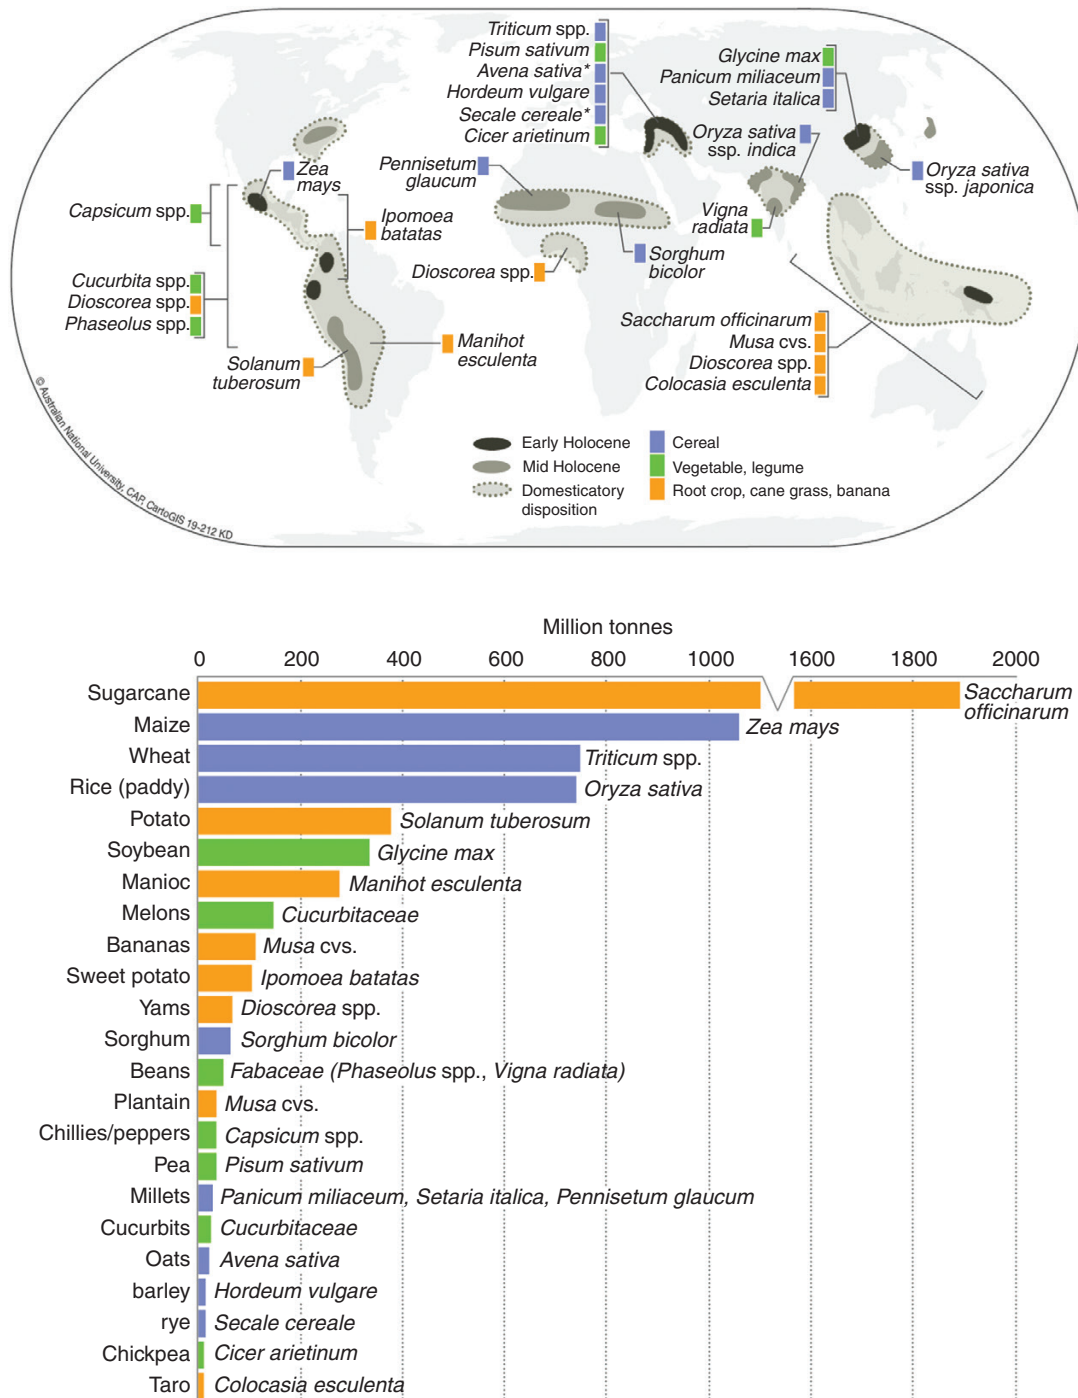 Triticum spp.
Pisum sativum
Avena sativa*
Hordeum vulgare
Secale cereale*
Cicer arietinum
Glycine max
Panicum miliaceum
Setaria italica
Oryza sativa
ssp. indica
Oryza sativa
ssp. japonica
Zea
mays
Pennisetum
glaucum
Capsicum spp.
Ipomoea
batatas
Vigna
radiata
Sorghum
bicolor
Dioscorea spp.
Cucurbita spp.
Dioscorea spp.
Phaseolus spp.
Solanum
tuberosum
Manihot
esculenta
Saccharum officinarum
Musa cvs.
Dioscorea spp.
Colocasia esculenta
© Australian National University, CAP, CartoGIS 19-212 KD
Early Holocene
Mid Holocene
Domesticatory
disposition
Cereal
Vegetable, legume
Root crop, cane grass, banana
Million tonnes
0 200 400 600 800 1000 1600 1800 2000
Sugarcane Saccharum
officinarum
Maize Zea mays
Wheat Triticum spp.
Rice (paddy) Oryza sativa
Potato Solanum tuberosum
Soybean Glycine max
Manioc Manihot esculenta
Melons Cucurbitaceae
Bananas Musa cvs.
Sweet potato Ipomoea batatas
Yams Dioscorea spp.
Sorghum Sorghum bicolor
Beans Fabaceae (Phaseolus spp., Vigna radiata)
Plantain Musa cvs.
Chillies/peppers Capsicum spp.
Pea Pisum sativum
Millets Panicum miliaceum, Setaria italica, Pennisetum glaucum
Cucurbits Cucurbitaceae
Oats Avena sativa
barley Hordeum vulgare
rye Secale cereale
Chickpea Cicer arietinum
Taro Colocasia esculenta